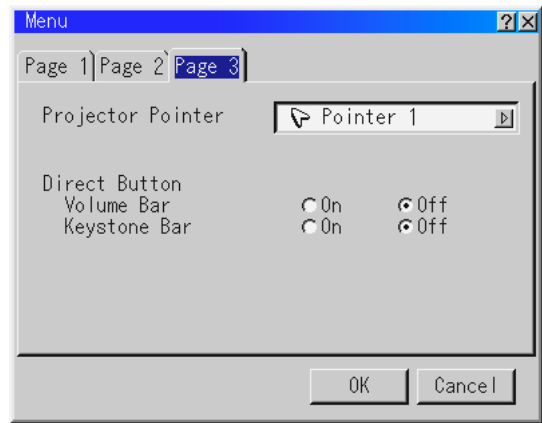 Menu
Page 1 Page 2 Page 3
Projector Pointer Pointer 1
Direct Button
Volume Bar On Off
Keystone Bar On Off
OK Cancel